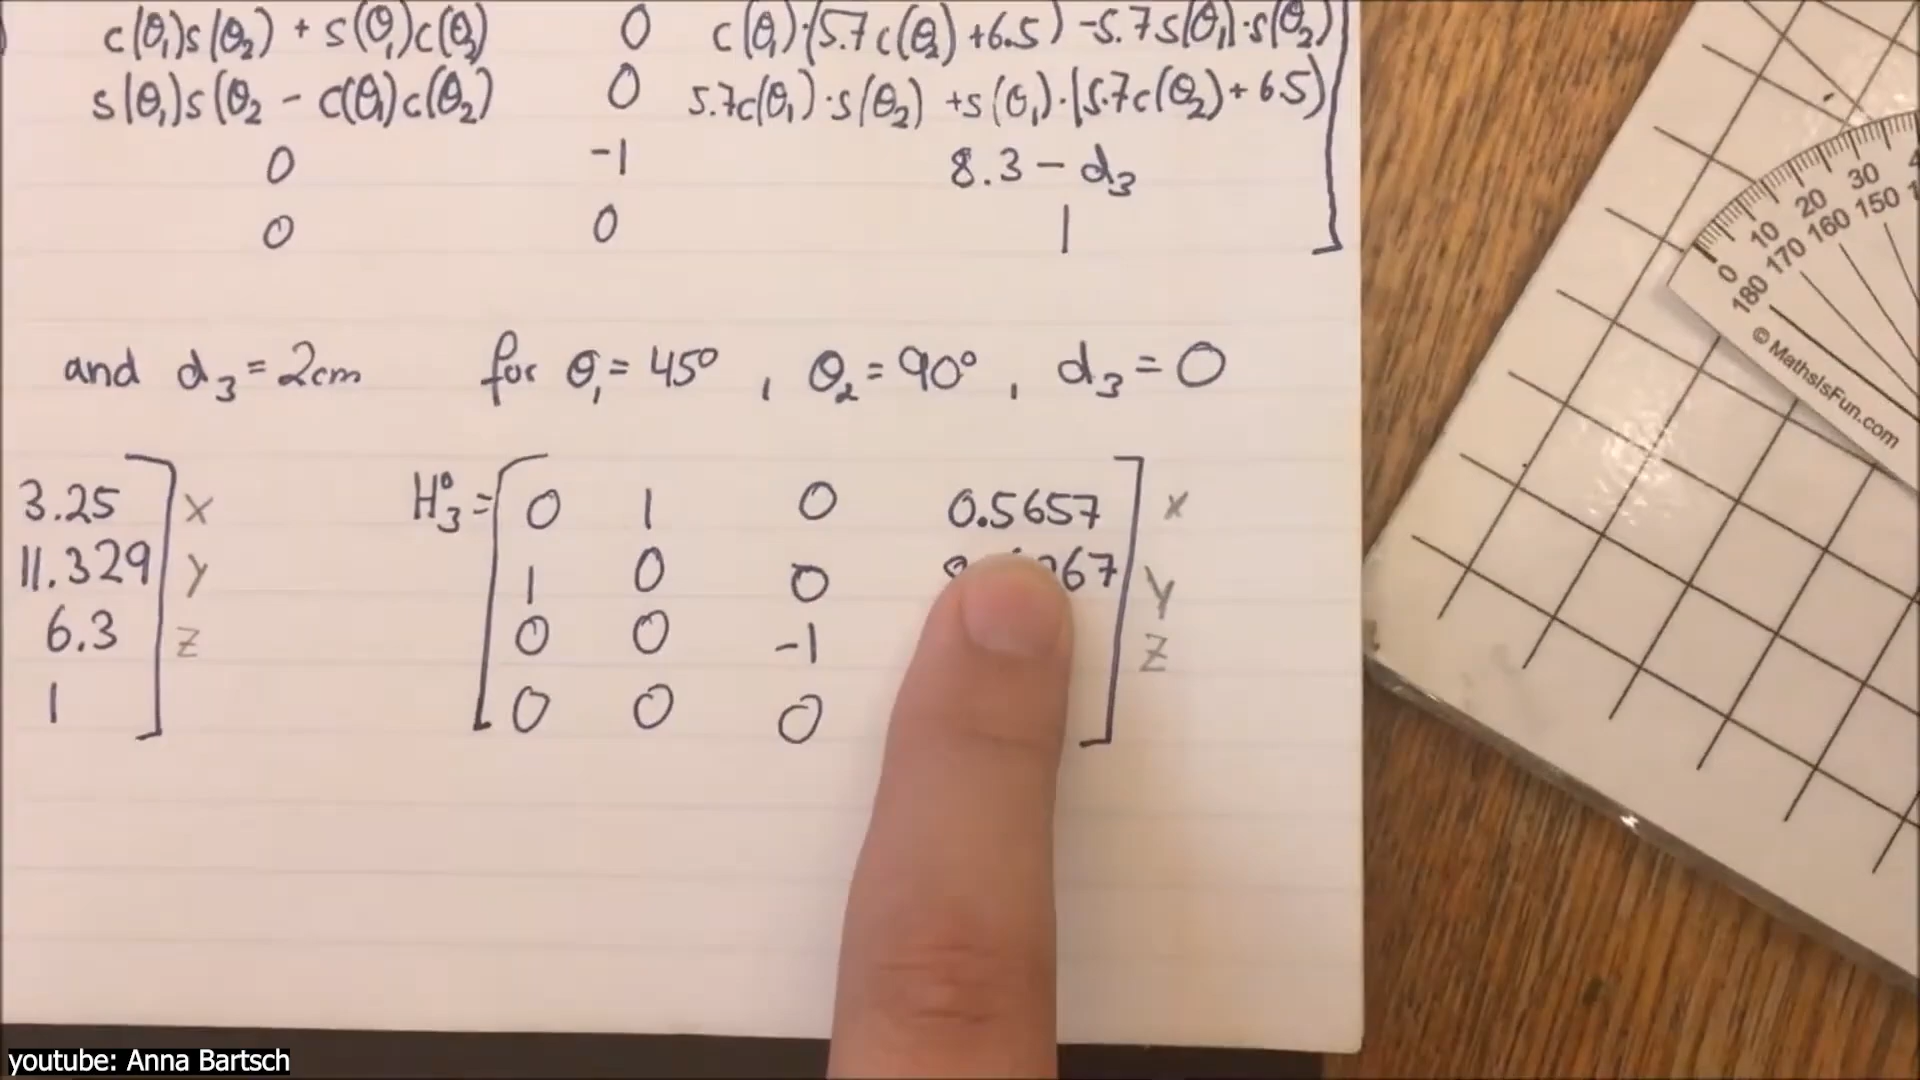 c(θ₁)s(θ₂) + s(θ₁)c(θ₂) 0 c(θ₁)·(5.7c(θ₂)+6.5) -5.7s(θ₁)·s(θ₂)
s(θ₁)s(θ₂ - c(θ₁)c(θ₂) 0 5.7c(θ₁)·s(θ₂) +s(θ₁)·(5.7c(θ₂)+6.5)
0 -1 8.3 - d₃
0 0 1
and d₃ = 2cm for θ₁ = 45° , θ₂ = 90° , d₃ = 0
3.25 x
11.329 y
6.3 z
1
H⁰₃ = 0 1 0 0.5657 x
1 0 0 y
0 0 -1 z
0 0 0
0 10 20 30
180 170 160 150
© MathsIsFun.com
youtube: Anna Bartsch